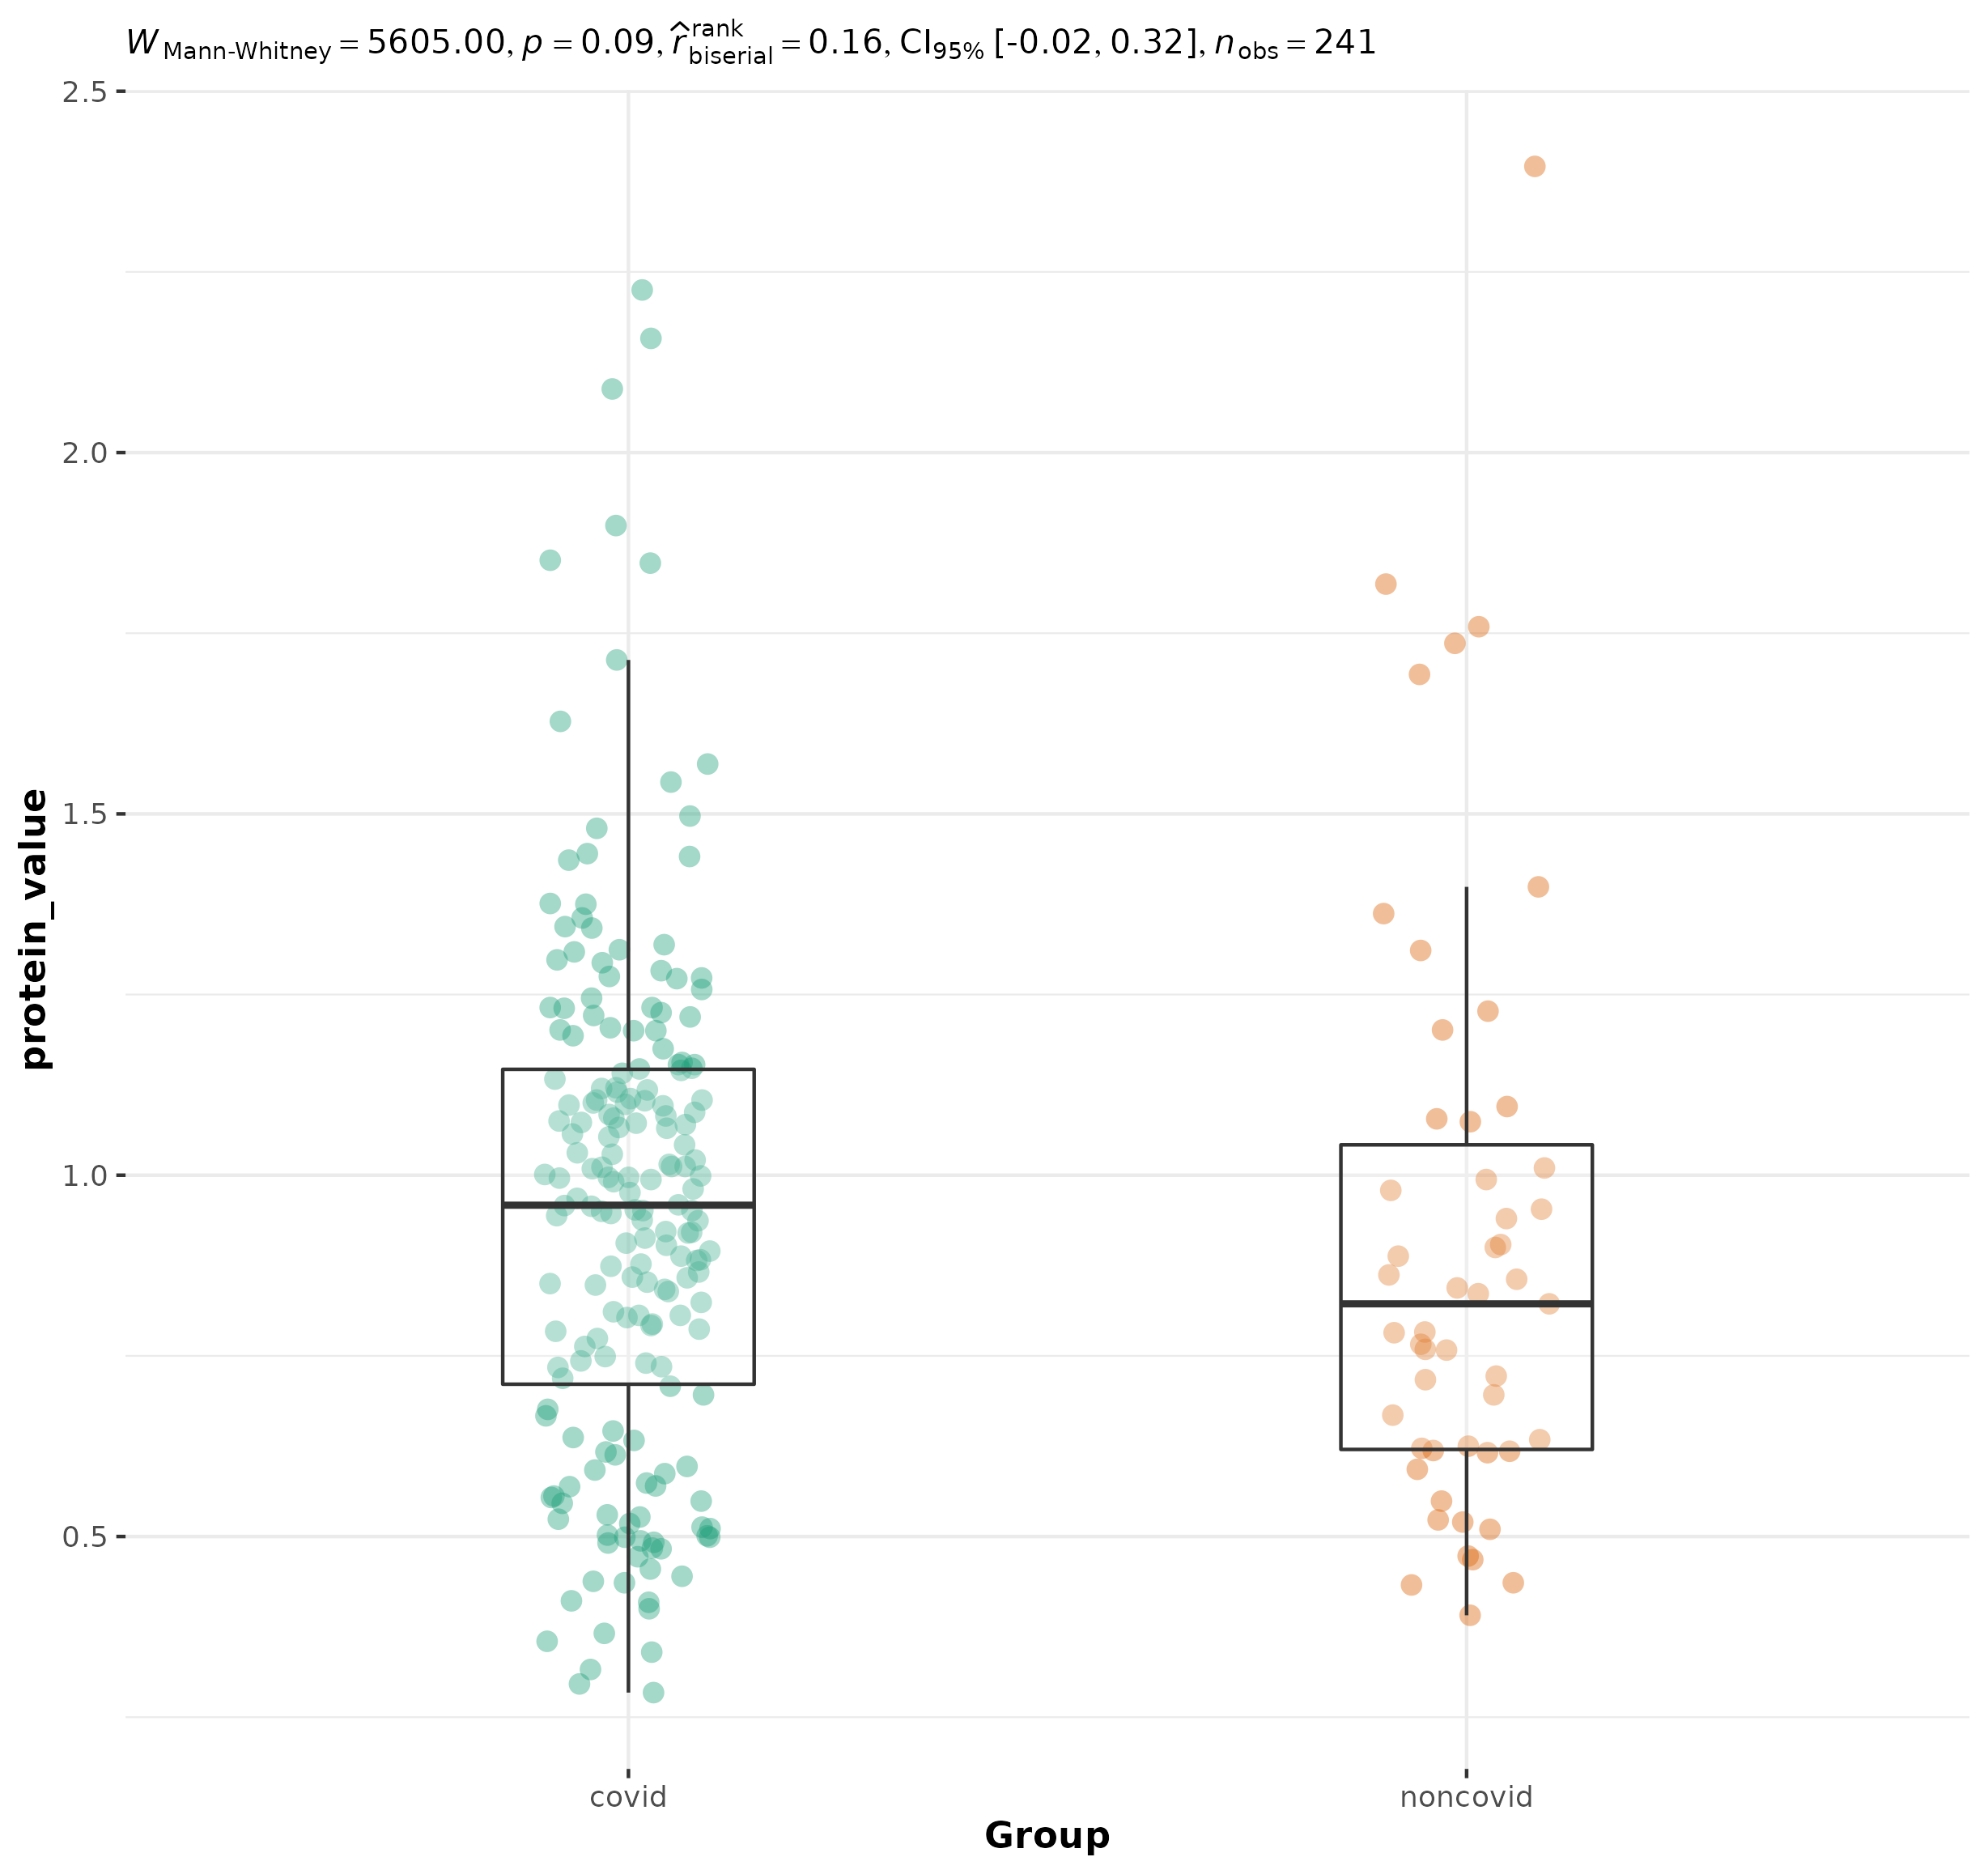 W Mann-Whitney = 5605.00, p = 0.09, r̂ rank biserial = 0.16, CI95% [-0.02, 0.32], n obs = 241
2.5
2.0
1.5
1.0
0.5
protein_value
covid noncovid
Group